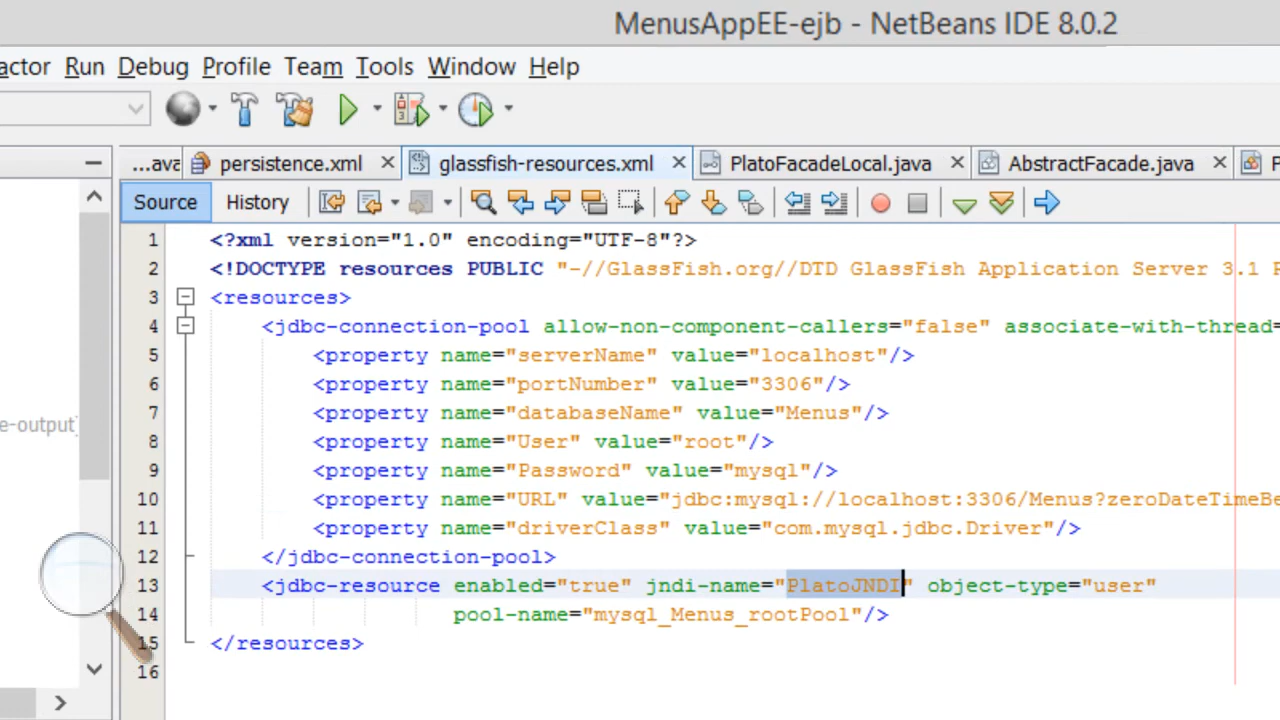 MenusAppEE-ejb - NetBeans IDE 8.0.2
actor Run Debug Profile Team Tools Window Help
...ava persistence.xml glassfish-resources.xml PlatoFacadeLocal.java AbstractFacade.java P
Source History
1 <?xml version="1.0" encoding="UTF-8"?>
2 <!DOCTYPE resources PUBLIC "-//GlassFish.org//DTD GlassFish Application Server 3.1
3 <resources>
4 <jdbc-connection-pool allow-non-component-callers="false" associate-with-thread=
5 <property name="serverName" value="localhost"/>
6 <property name="portNumber" value="3306"/>
e-output]
7 <property name="databaseName" value="Menus"/>
8 <property name="User" value="root"/>
9 <property name="Password" value="mysql"/>
10 <property name="URL" value="jdbc:mysql://localhost:3306/Menus?zeroDateTimeBe
11 <property name="driverClass" value="com.mysql.jdbc.Driver"/>
12 </jdbc-connection-pool>
13 <jdbc-resource enabled="true" jndi-name="PlatoJNDI" object-type="user"
14 pool-name="mysql_Menus_rootPool"/>
15 </resources>
16